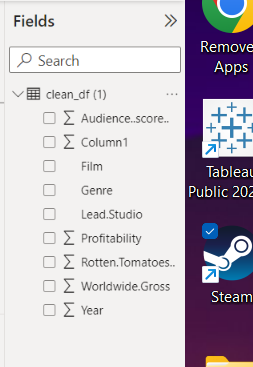 Fields
Search
clean_df (1)
Audience..score..
Column1
Film
Genre
Lead.Studio
Profitability
Rotten.Tomatoes..
Worldwide.Gross
Year
Remove
Apps
Tableau
Public 202
Steam